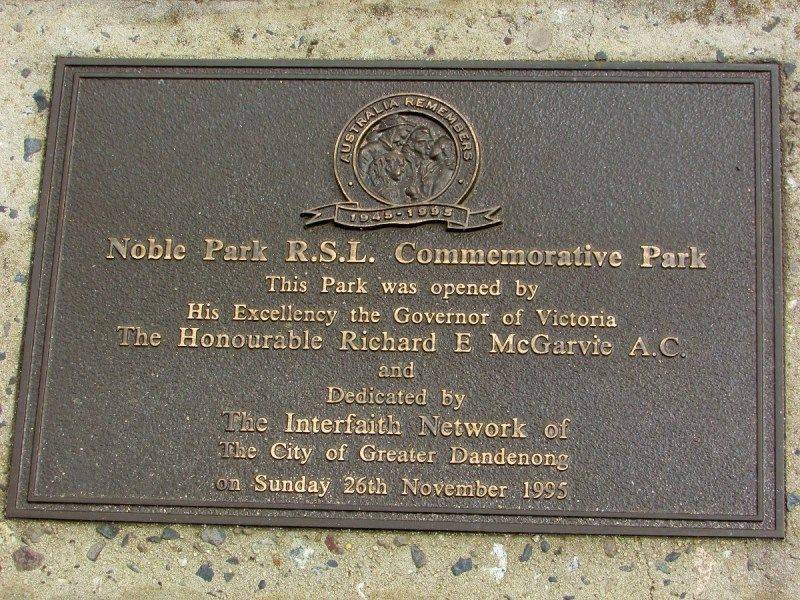 AUSTRALIA REMEMBERS
1945-1995
Noble Park R.S.L. Commemorative Park
This Park was opened by
His Excellency the Governor of Victoria
The Honourable Richard E McGarvie A.C.
and
Dedicated by
The Interfaith Network of
The City of Greater Dandenong
on Sunday 26th November 1995